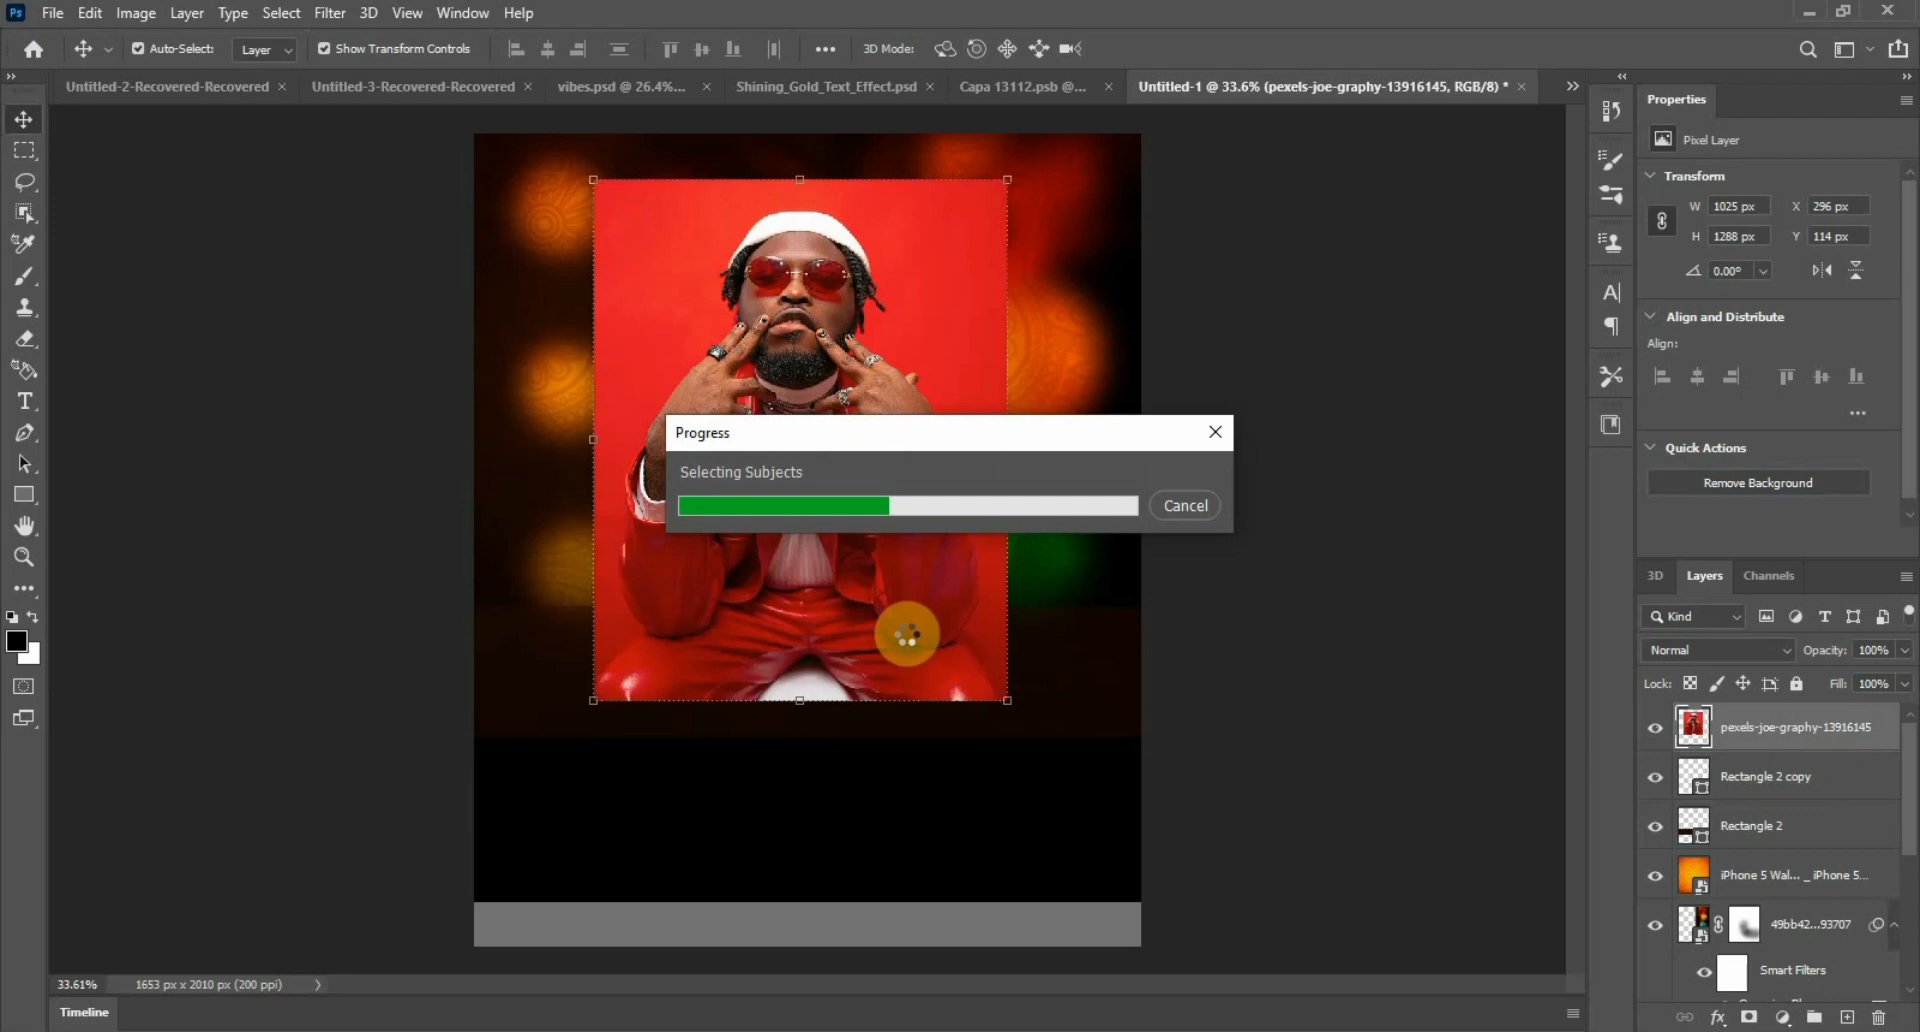 Ps File Edit Image Layer Type Select Filter 3D View Window Help
Auto-Select: Layer Show Transform Controls 3D Mode:
Untitled-2-Recovered-Recovered Untitled-3-Recovered-Recovered vibes.psd @ 26.4%... Shining_Gold_Text_Effect.psd Capa 13112.psb @... Untitled-1 @ 33.6% (pexels-joe-graphy-13916145, RGB/8) *
Properties
Pixel Layer
Transform
W 1025 px X 296 px
H 1288 px Y 114 px
0.00°
Align and Distribute
Align:
Quick Actions
Remove Background
Progress
Selecting Subjects
Cancel
3D Layers Channels
Kind
Normal Opacity: 100%
Lock: Fill: 100%
pexels-joe-graphy-13916145
Rectangle 2 copy
Rectangle 2
iPhone 5 Wal... _ iPhone 5...
49bb42...93707
Smart Filters
33.61% 1653 px x 2010 px (200 ppi)
Timeline